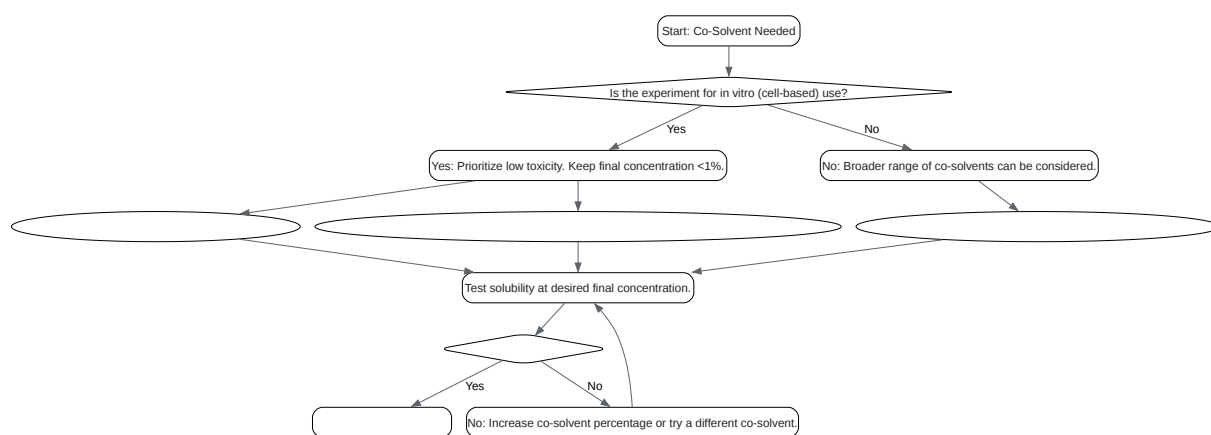 Start: Co-Solvent Needed
Is the experiment for in vitro (cell-based) use?
Yes
No
Yes: Prioritize low toxicity. Keep final concentration <1%.
No: Broader range of co-solvents can be considered.
Test solubility at desired final concentration.
Yes
No
No: Increase co-solvent percentage or try a different co-solvent.